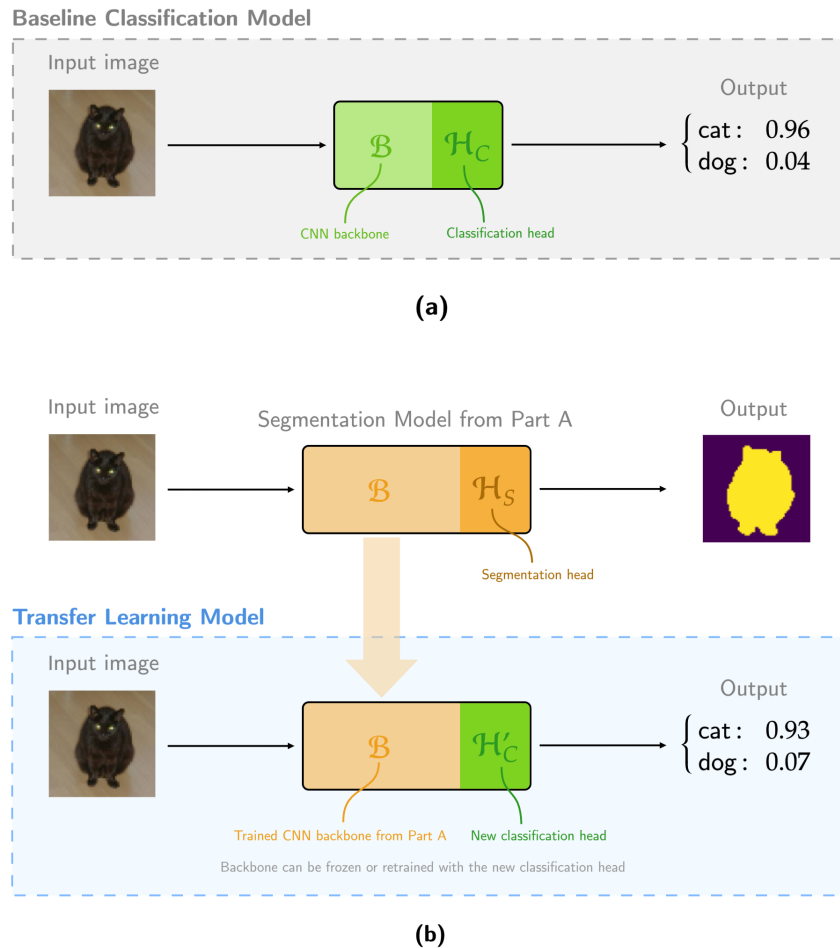 Baseline Classification Model
Input image
Output
ℬ
ℋ_C
cat: 0.96
dog: 0.04
CNN backbone
Classification head
(a)
Input image
Segmentation Model from Part A
Output
ℬ
ℋ_S
Segmentation head
Transfer Learning Model
Input image
Output
ℬ
ℋ′_C
cat: 0.93
dog: 0.07
Trained CNN backbone from Part A
New classification head
Backbone can be frozen or retrained with the new classification head
(b)